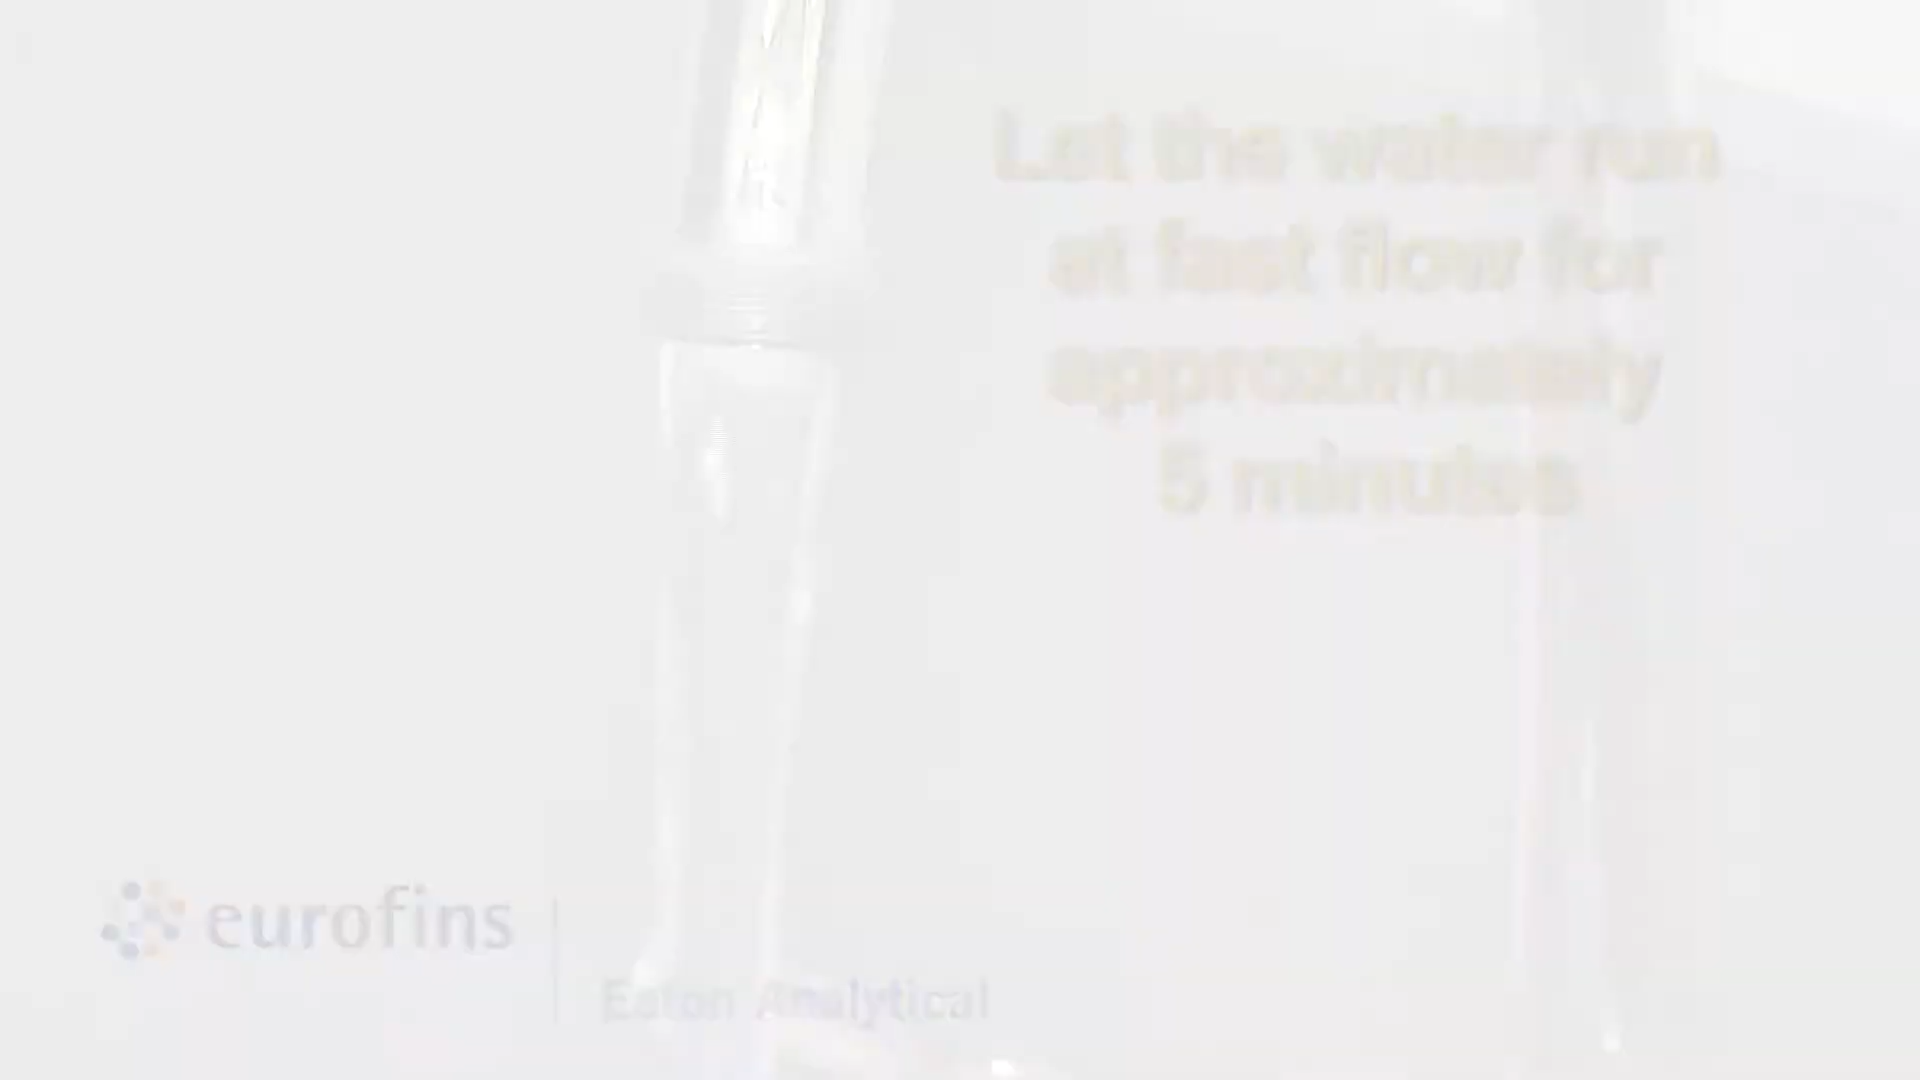 Let the water run
at fast flow for
approximately
5 minutes
eurofins
Eaton Analytical